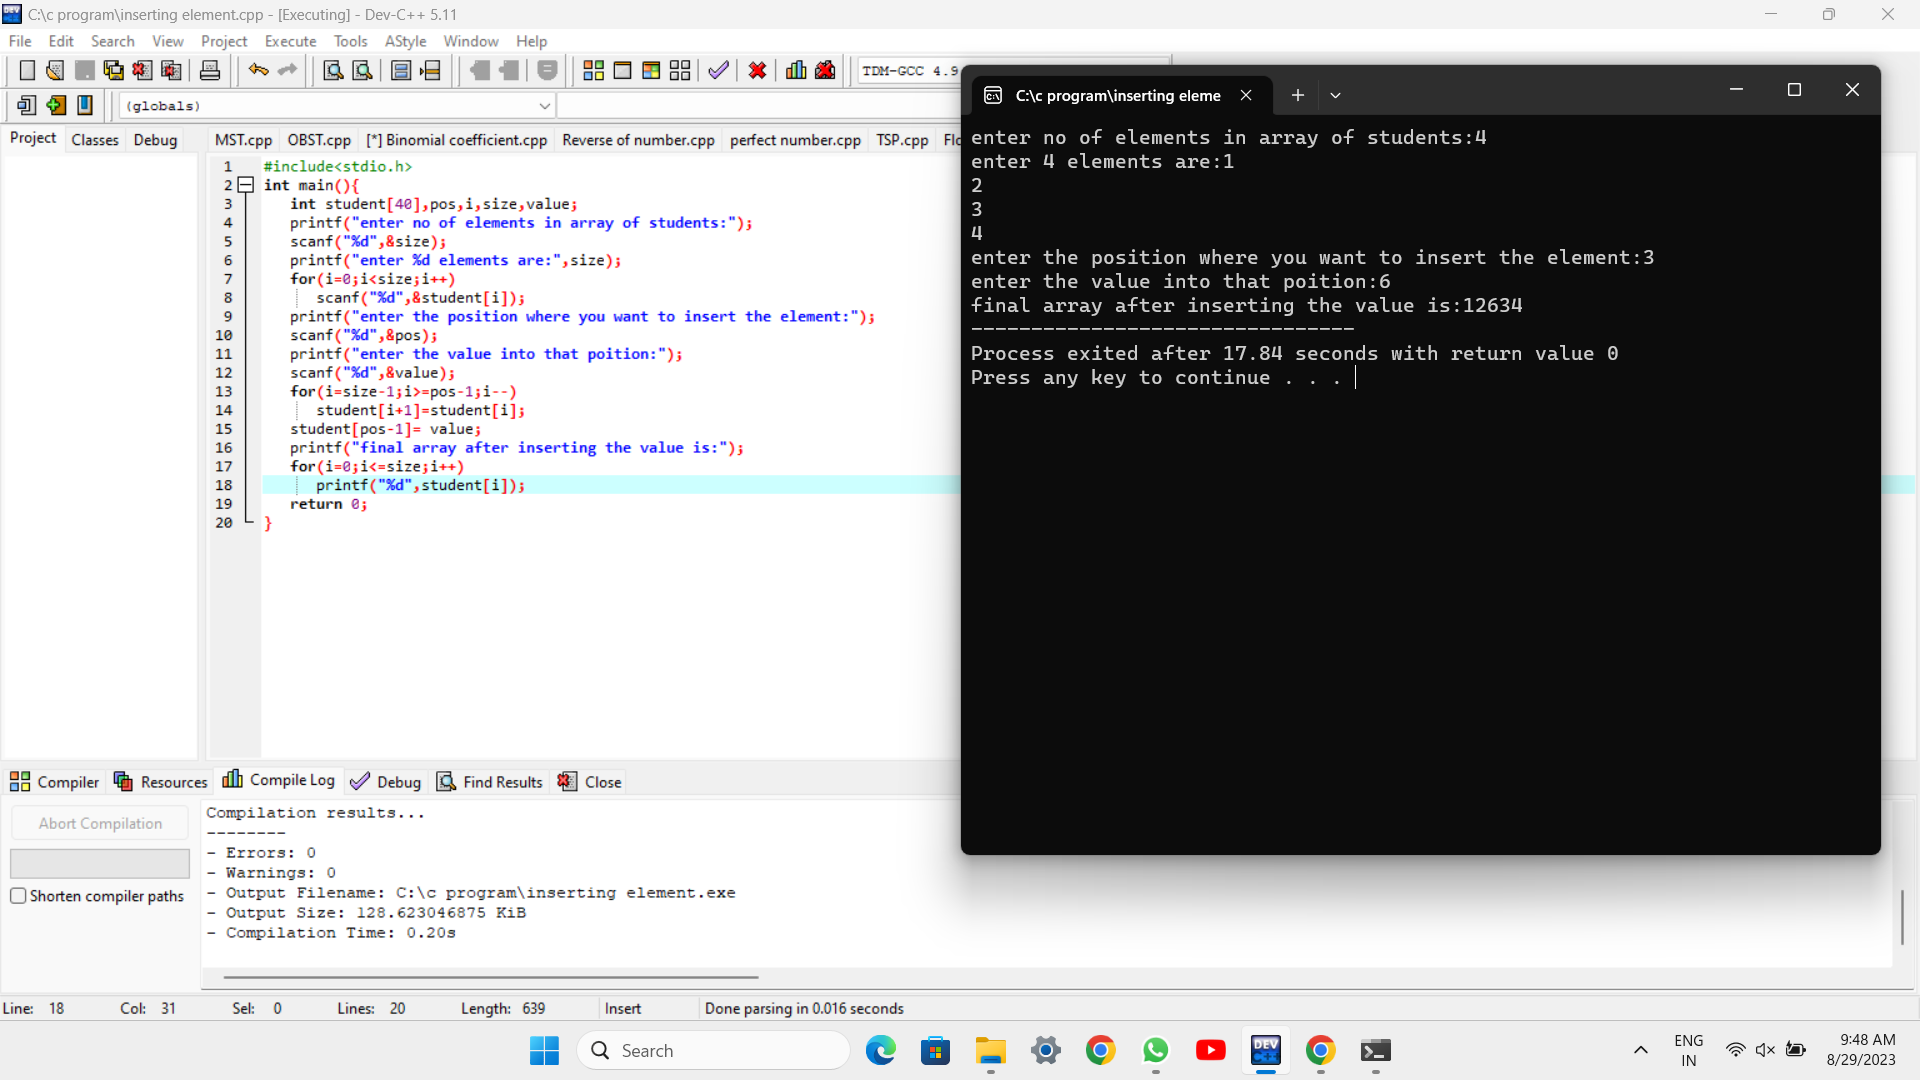 C:\c program\inserting element.cpp - [Executing] - Dev-C++ 5.11
File Edit Search View Project Execute Tools AStyle Window Help
TDM-GCC 4.9
(globals)
Project Classes Debug
MST.cpp OBST.cpp [*] Binomial coefficient.cpp Reverse of number.cpp perfect number.cpp TSP.cpp Flo
1 #include<stdio.h>
2 int main(){
3 int student[40],pos,i,size,value;
4 printf("enter no of elements in array of students:");
5 scanf("%d",&size);
6 printf("enter %d elements are:",size);
7 for(i=0;i<size;i++)
8 scanf("%d",&student[i]);
9 printf("enter the position where you want to insert the element:");
10 scanf("%d",&pos);
11 printf("enter the value into that poition:");
12 scanf("%d",&value);
13 for(i=size-1;i>=pos-1;i--)
14 student[i+1]=student[i];
15 student[pos-1]= value;
16 printf("final array after inserting the value is:");
17 for(i=0;i<=size;i++)
18 printf("%d",student[i]);
19 return 0;
20 }
C:\c program\inserting eleme
enter no of elements in array of students:4
enter 4 elements are:1
2
3
4
enter the position where you want to insert the element:3
enter the value into that poition:6
final array after inserting the value is:12634
--------------------------------
Process exited after 17.84 seconds with return value 0
Press any key to continue . . .
Compiler Resources Compile Log Debug Find Results Close
Abort Compilation
Shorten compiler paths
Compilation results...
--------
- Errors: 0
- Warnings: 0
- Output Filename: C:\c program\inserting element.exe
- Output Size: 128.623046875 KiB
- Compilation Time: 0.20s
Line: 18 Col: 31 Sel: 0 Lines: 20 Length: 639 Insert Done parsing in 0.016 seconds
Search
DEV
ENG
IN
9:48 AM
8/29/2023